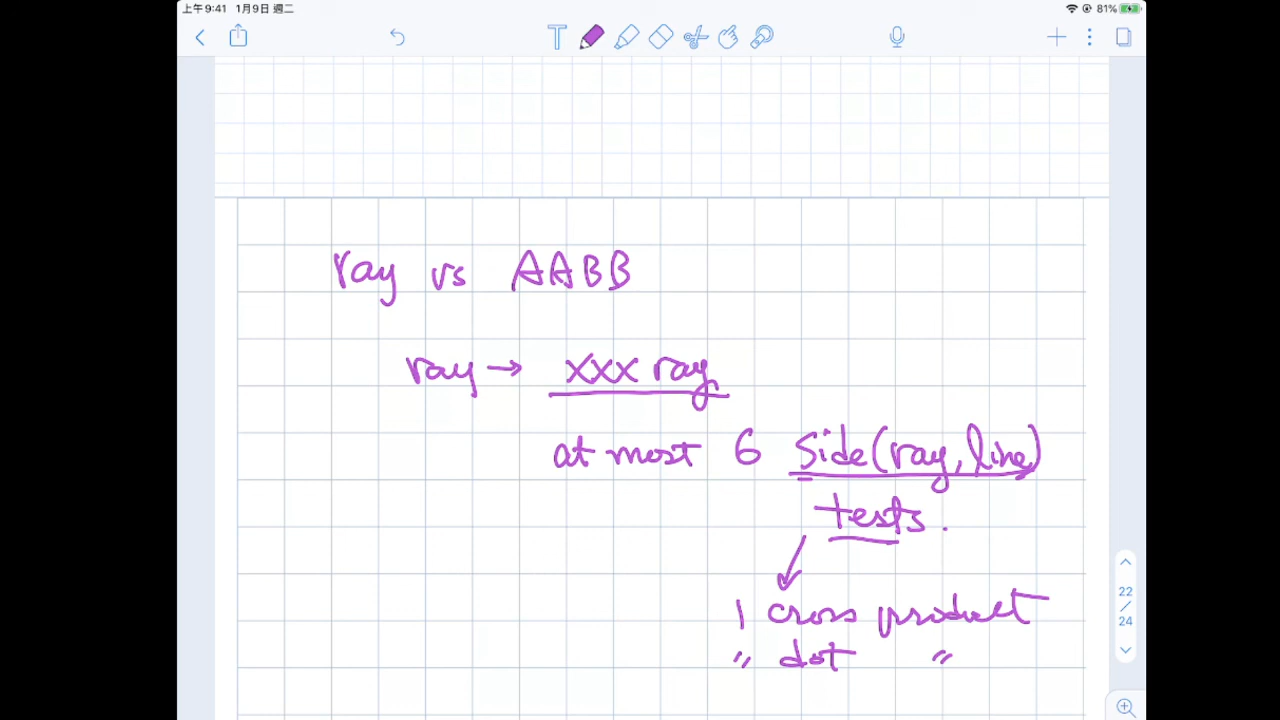 上午9:41 1月9日 週二 81%
T
ray vs AABB
ray → xxx ray
at most 6 Side(ray, line)
tests.
1 cross product
〃 dot 〃
22
/
24